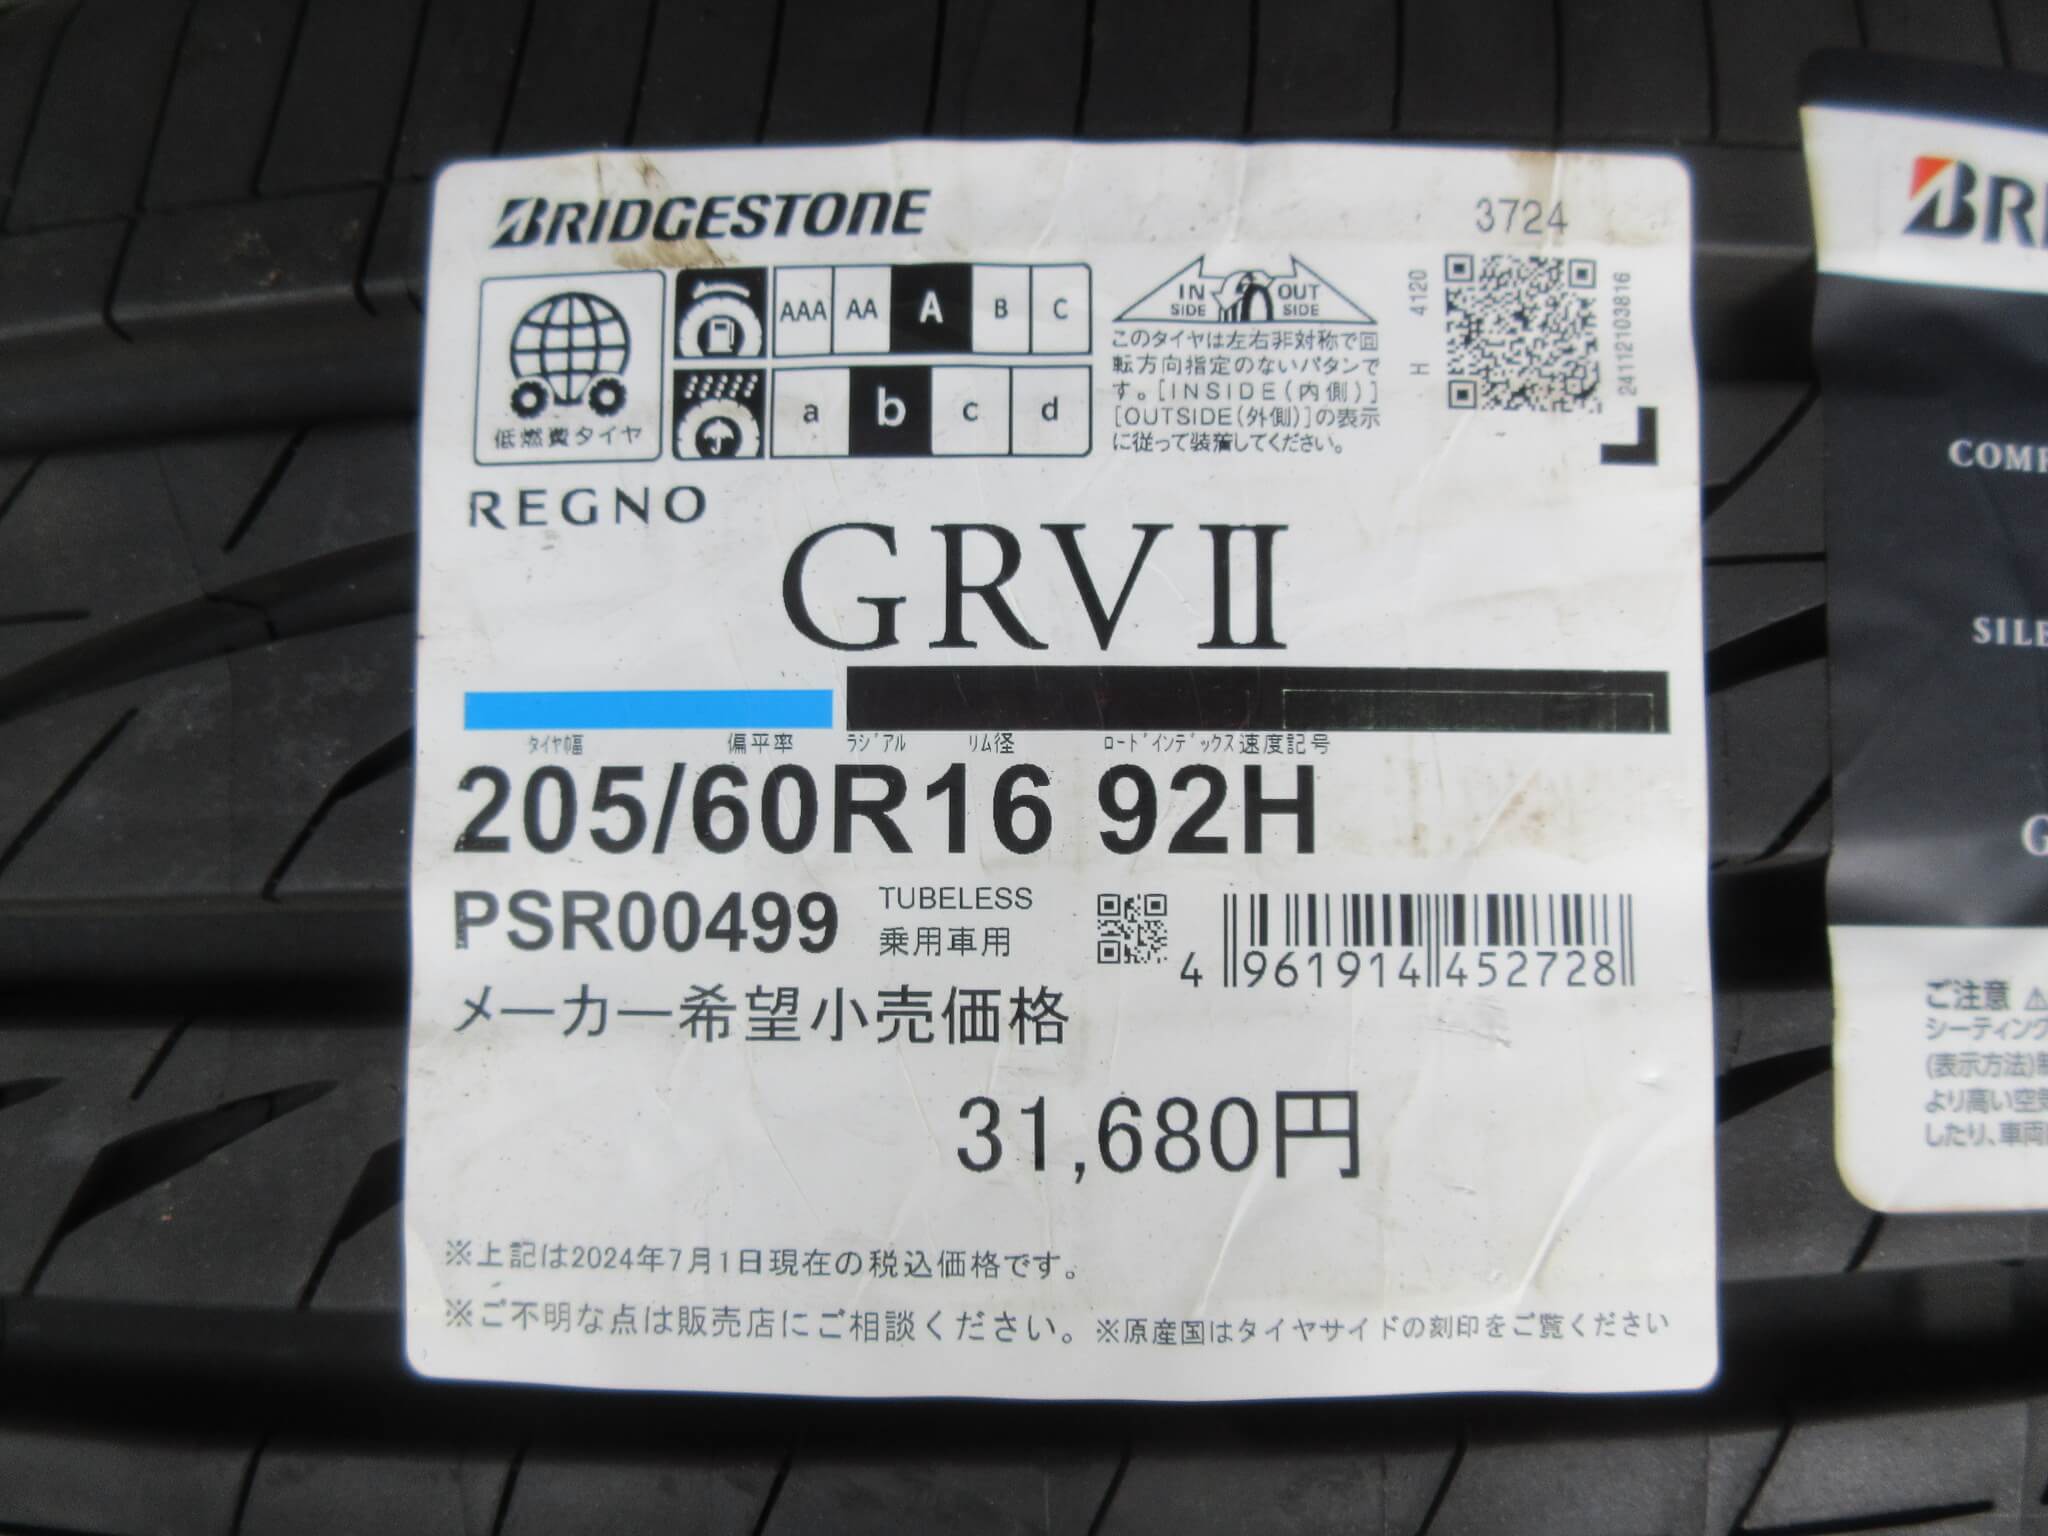 BRIDGESTONE
3724
低燃費タイヤ
AAA AA A B C
a b c d
IN SIDE OUT SIDE
このタイヤは左右非対称で回
転方向指定のないパタンで
す。[INSIDE(内側)]
[OUTSIDE(外側)]の表示
に従って装着してください。
H 4120
2411121103816
L
REGNO
GRVⅡ
タイヤ幅 偏平率 ラジアル リム径 ロードインデックス 速度記号
205/60R16 92H
PSR00499
TUBELESS
乗用車用
4 961914 452728
メーカー希望小売価格
31,680円
※上記は2024年7月1日現在の税込価格です。
※ご不明な点は販売店にご相談ください。 ※原産国はタイヤサイドの刻印をご覧ください
ご注意 ⚠
シーティング
(表示方法)
より高い空気
したり、車両